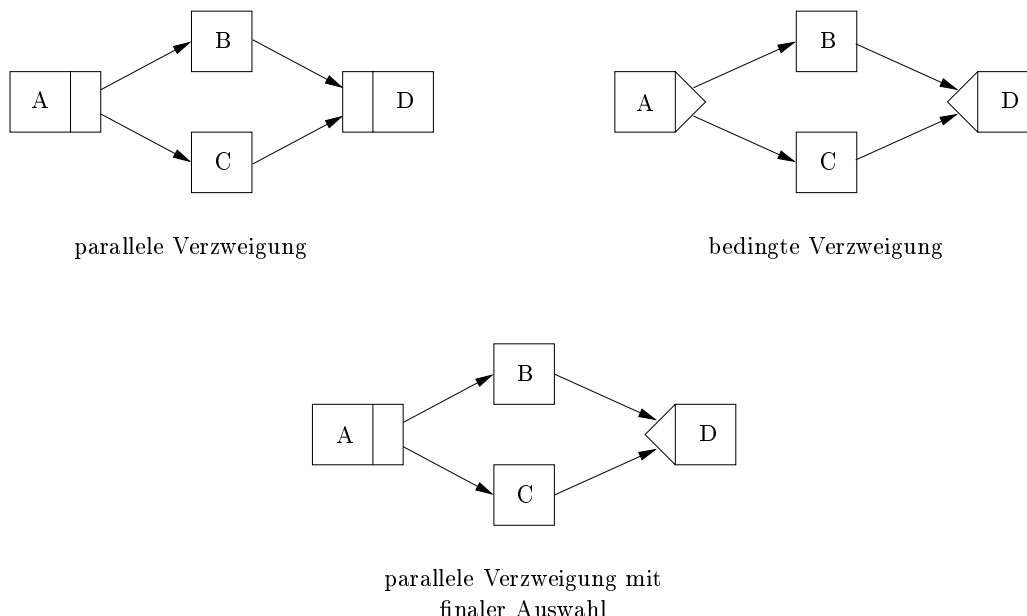 B
A
D
C
parallele Verzweigung
B
A
D
C
bedingte Verzweigung
B
A
D
C
parallele Verzweigung mit
finaler Auswahl